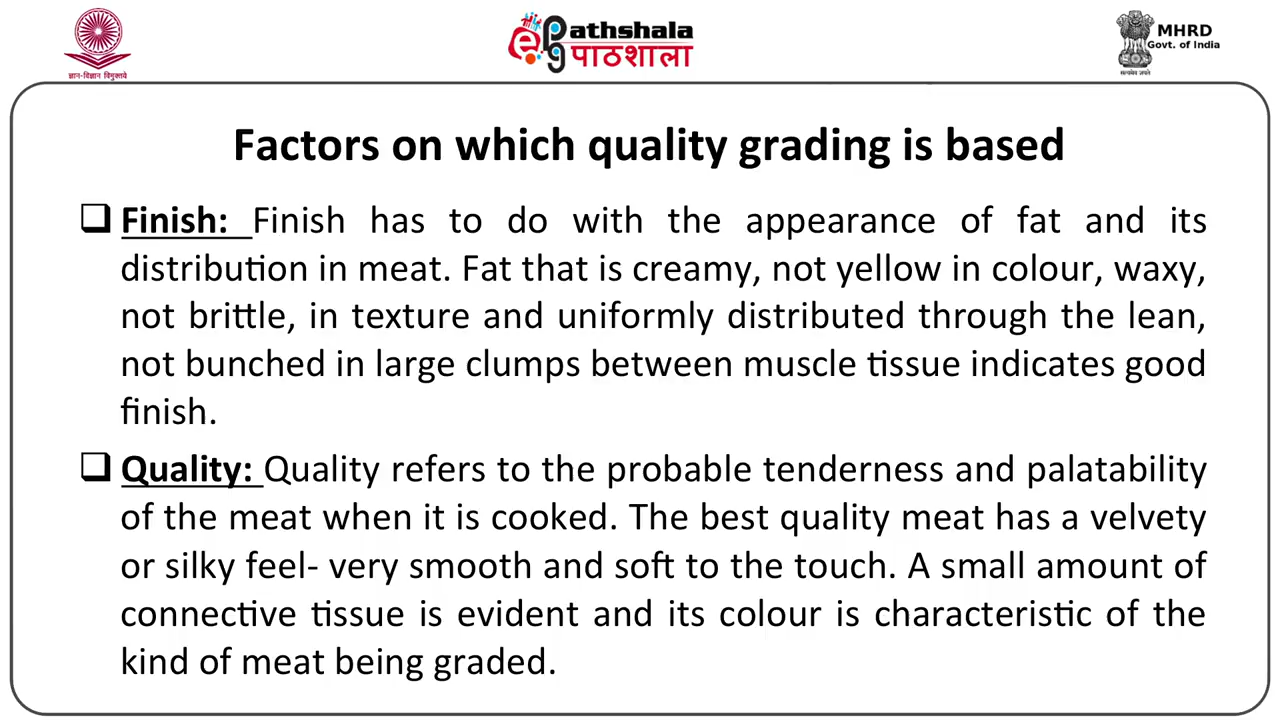 ज्ञान-विज्ञान विमुक्तये
Pathshala
पाठशाला
MHRD
Govt. of India
सत्यमेव जयते
Factors on which quality grading is based
Finish: Finish has to do with the appearance of fat and its
distribution in meat. Fat that is creamy, not yellow in colour, waxy,
not brittle, in texture and uniformly distributed through the lean,
not bunched in large clumps between muscle tissue indicates good
finish.
Quality: Quality refers to the probable tenderness and palatability
of the meat when it is cooked. The best quality meat has a velvety
or silky feel- very smooth and soft to the touch. A small amount of
connective tissue is evident and its colour is characteristic of the
kind of meat being graded.